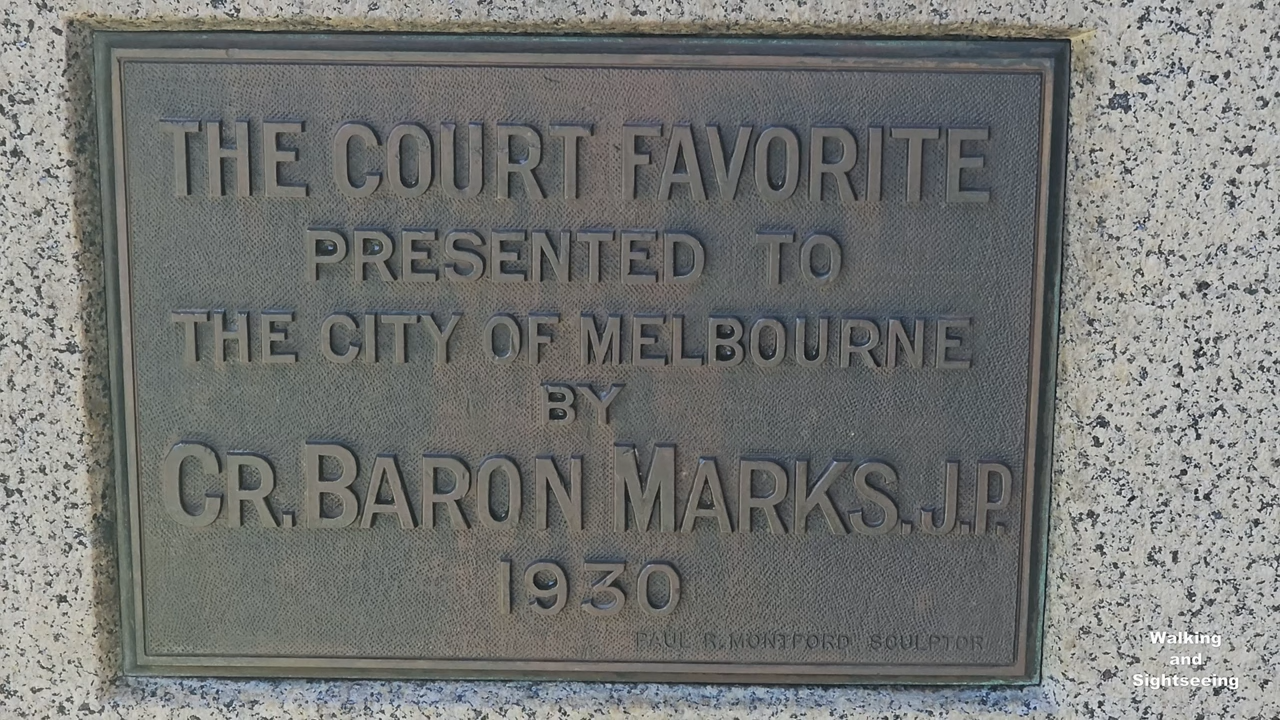 THE COURT FAVORITE
PRESENTED TO
THE CITY OF MELBOURNE
BY
CR. BARON MARKS. J.P.
1930
PAUL R. MONTFORD SCULPTOR
Walking
and
Sightseeing